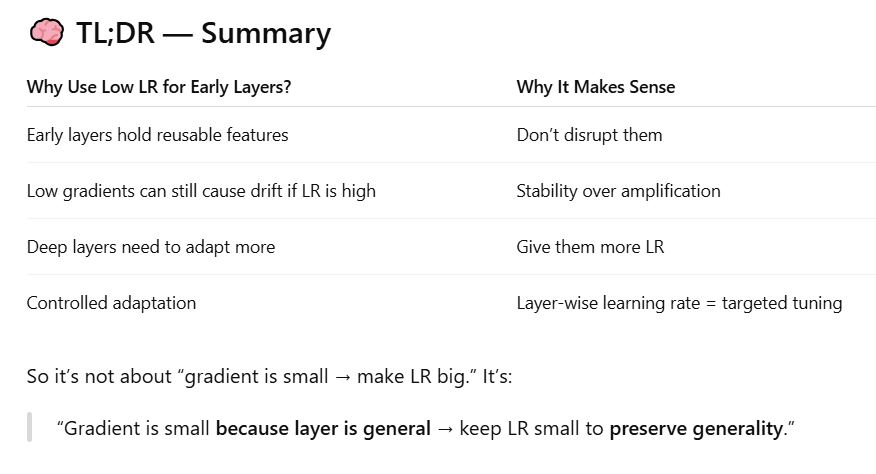 🧠 TL;DR — Summary
Why Use Low LR for Early Layers? Why It Makes Sense
Early layers hold reusable features Don’t disrupt them
Low gradients can still cause drift if LR is high Stability over amplification
Deep layers need to adapt more Give them more LR
Controlled adaptation Layer-wise learning rate = targeted tuning
So it’s not about “gradient is small → make LR big.” It’s:
“Gradient is small because layer is general → keep LR small to preserve generality.”